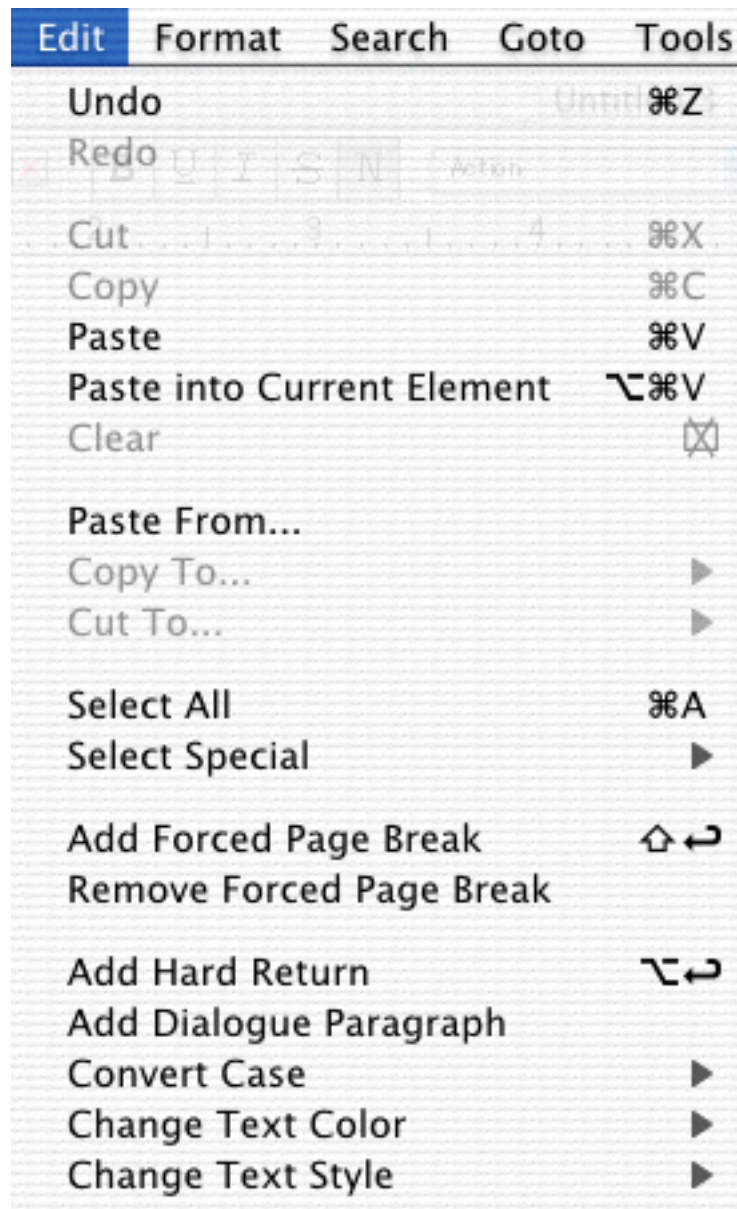 Edit Format Search Goto Tools
Undo ⌘Z
Redo
Cut ⌘X
Copy ⌘C
Paste ⌘V
Paste into Current Element ⌥⌘V
Clear ⌧
Paste From...
Copy To... ▶
Cut To... ▶
Select All ⌘A
Select Special ▶
Add Forced Page Break ⇧↩
Remove Forced Page Break
Add Hard Return ⌥↩
Add Dialogue Paragraph
Convert Case ▶
Change Text Color ▶
Change Text Style ▶